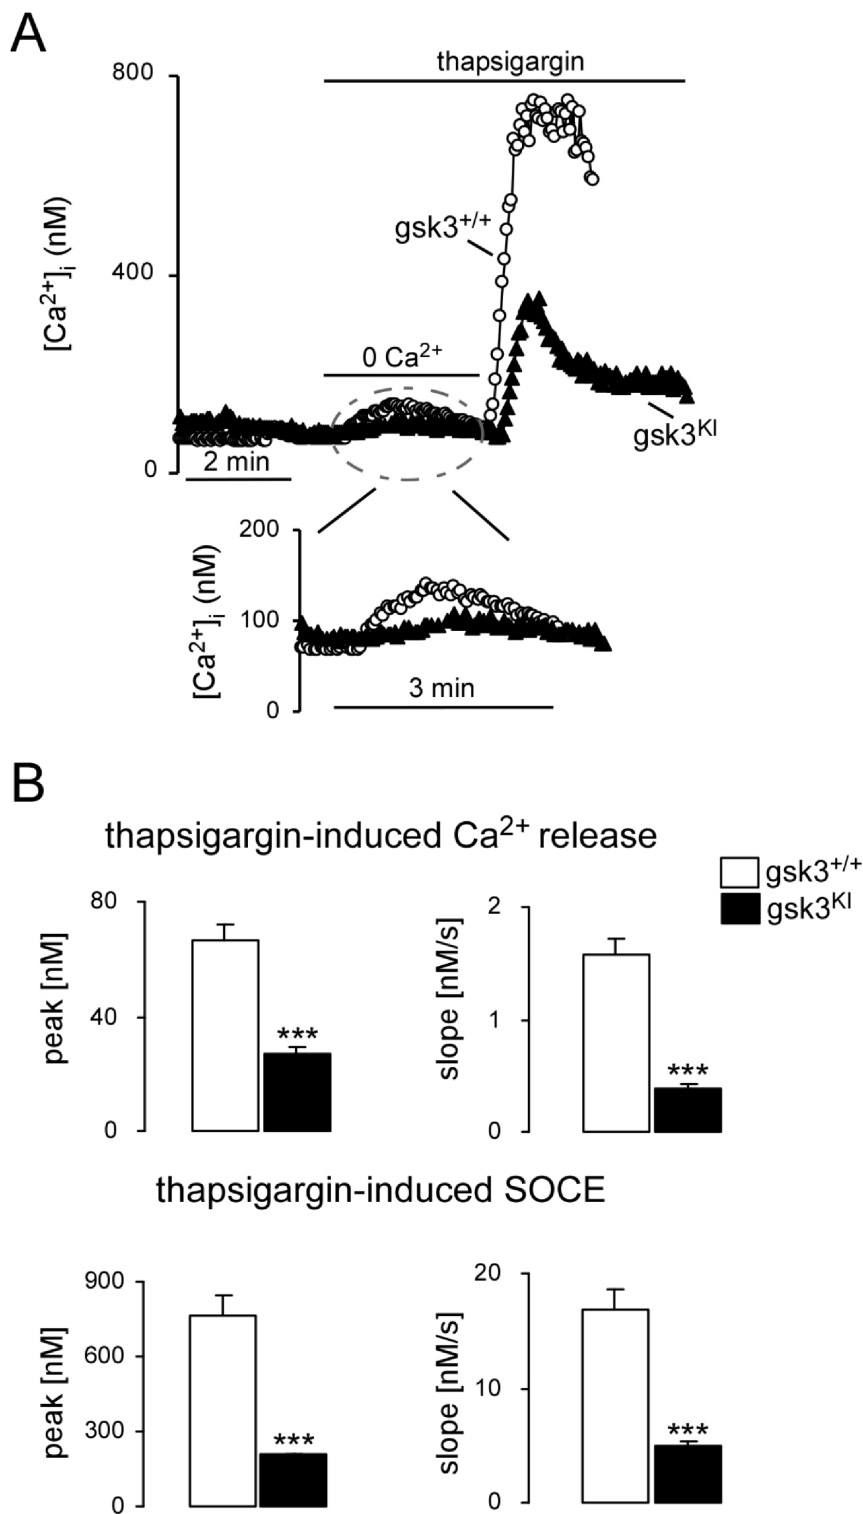 A
thapsigargin
800
[Ca²⁺]ᵢ (nM)
gsk3⁺/⁺
400
0 Ca²⁺
gsk3ᴷᴵ
0
2 min
200
[Ca²⁺]ᵢ (nM)
100
3 min
0
B
thapsigargin-induced Ca²⁺ release
gsk3⁺/⁺
gsk3ᴷᴵ
80
peak [nM]
40
***
0
2
slope [nM/s]
1
***
0
thapsigargin-induced SOCE
900
peak [nM]
600
300
***
0
20
slope [nM/s]
10
***
0